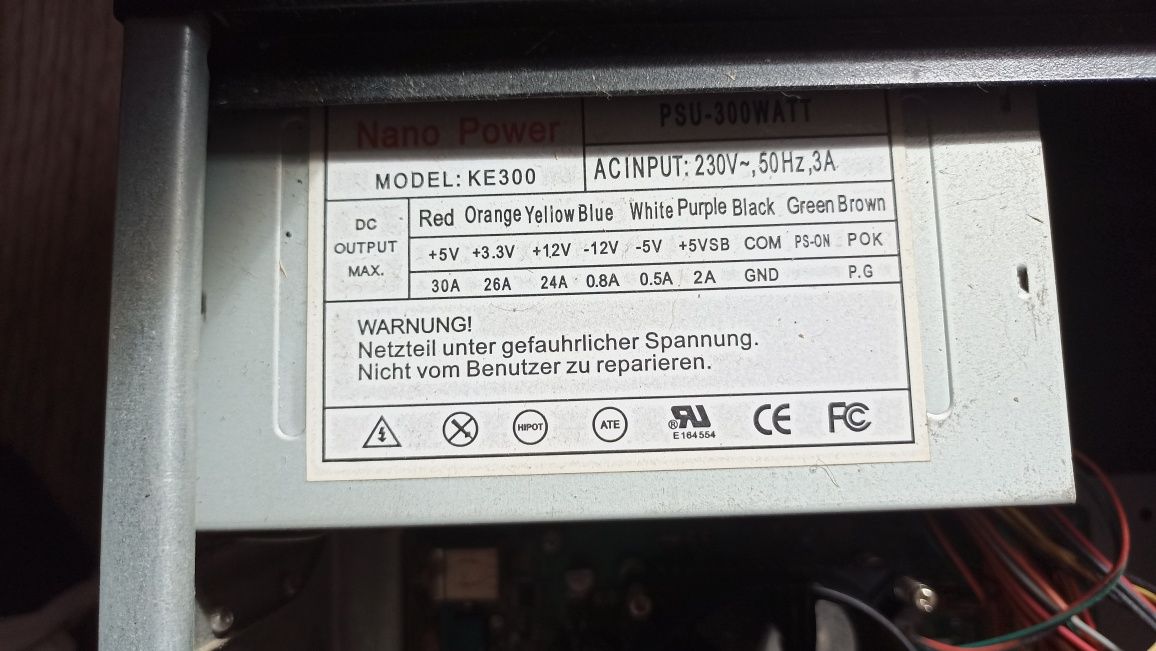 Nano Power
PSU-300WATT
MODEL: KE300
AC INPUT: 230V~, 50Hz, 3A
DC OUTPUT MAX.
Red Orange Yellow Blue White Purple Black Green Brown
+5V +3.3V +12V -12V -5V +5VSB COM PS-ON POK
30A 26A 24A 0.8A 0.5A 2A GND P.G
WARNUNG!
Netzteil unter gefauhrlicher Spannung.
Nicht vom Benutzer zu reparieren.
HIPOT ATE ® RU CE FC
E164554